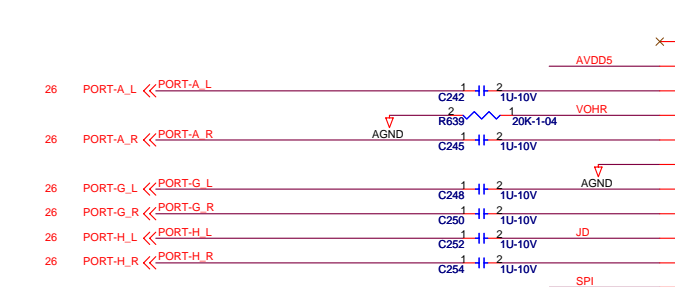 AVDD5
26 PORT-A_L PORT-A_L 1 2
C242 1U-10V
2 1 VOHR
R639 20K-1-04
26 PORT-A_R PORT-A_R AGND 1 2
C245 1U-10V
AGND
26 PORT-G_L PORT-G_L 1 2
C248 1U-10V
26 PORT-G_R PORT-G_R 1 2
C250 1U-10V
26 PORT-H_L PORT-H_L 1 2 JD
C252 1U-10V
26 PORT-H_R PORT-H_R 1 2
C254 1U-10V
SPI